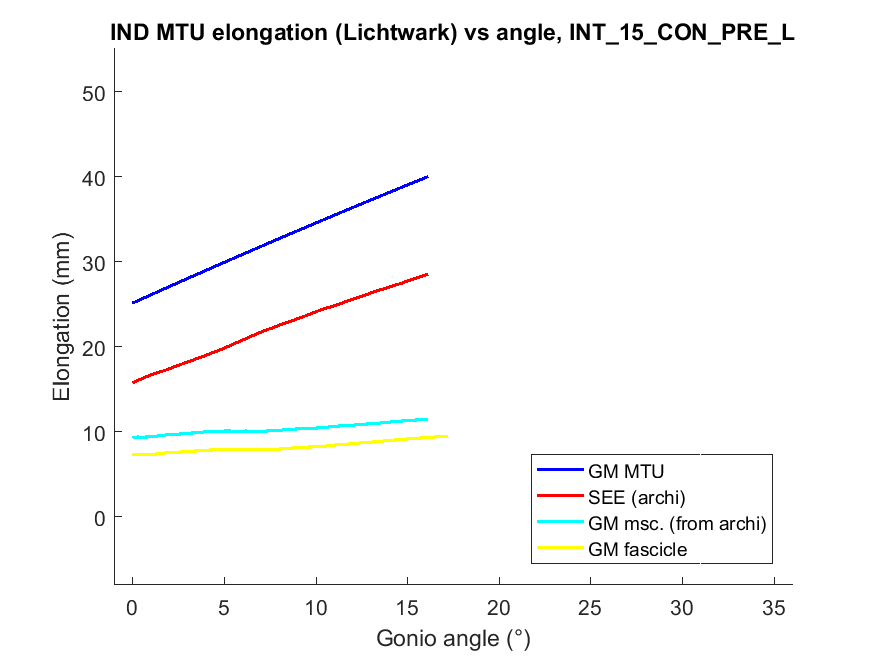 IND MTU elongation (Lichtwark) vs angle, INT_15_CON_PRE_L
50
40
30
20
10
0
Elongation (mm)
GM MTU
SEE (archi)
GM msc. (from archi)
GM fascicle
0 5 10 15 20 25 30 35
Gonio angle (°)